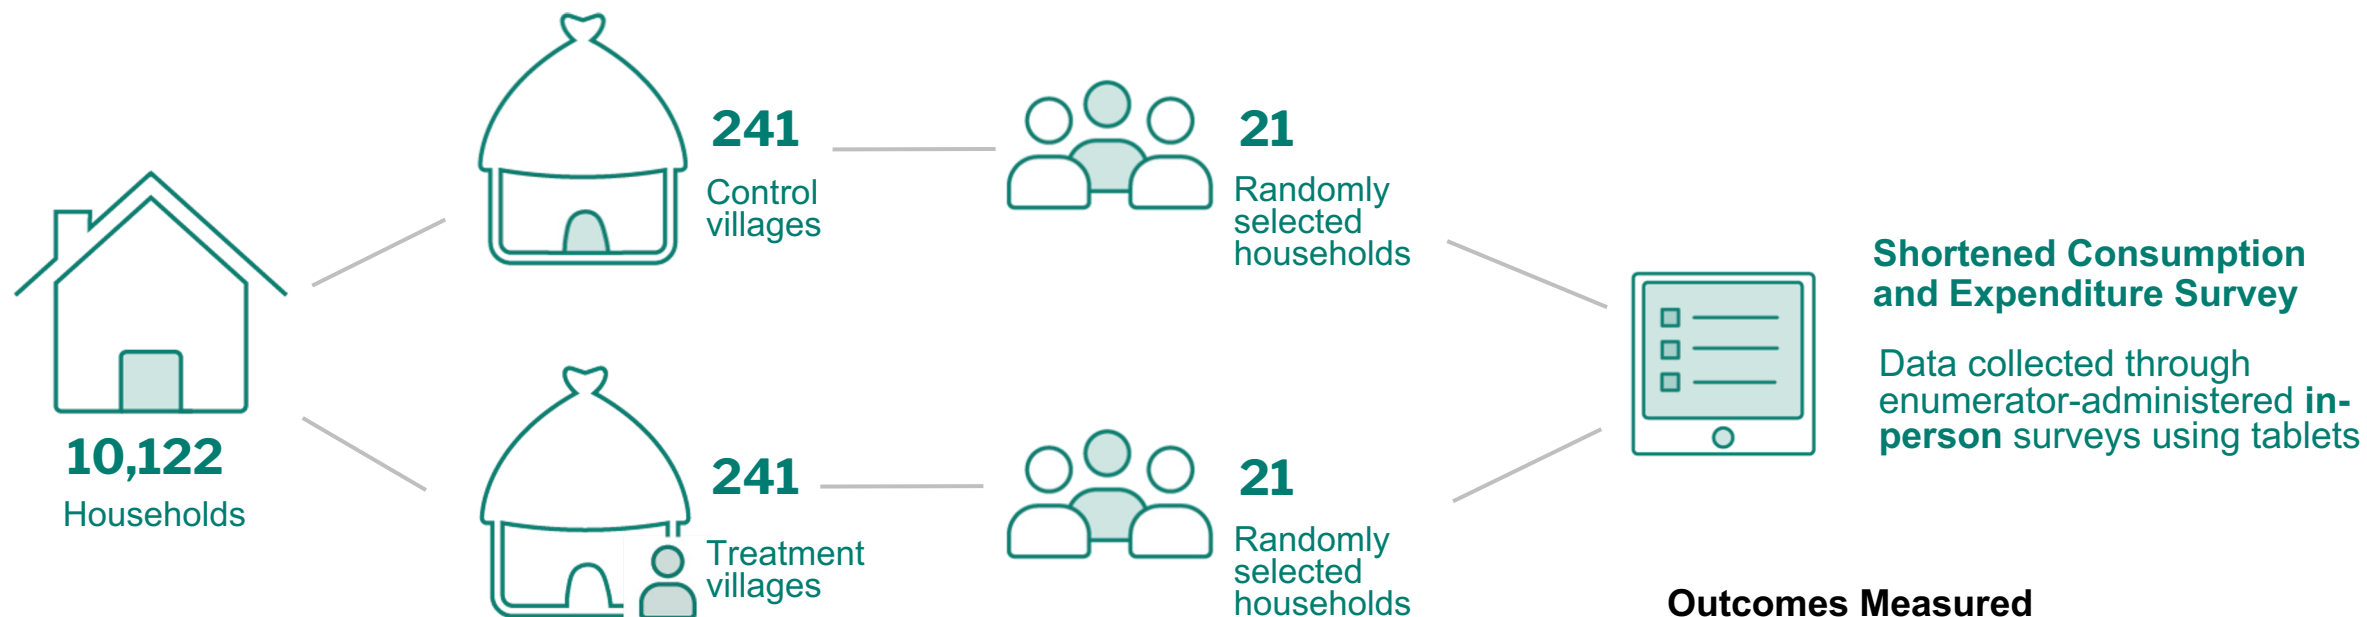 10,122
Households
241
Control
villages
21
Randomly
selected
households
241
Treatment
villages
21
Randomly
selected
households
Shortened Consumption
and Expenditure Survey
Data collected through
enumerator-administered in-
person surveys using tablets
Outcomes Measured